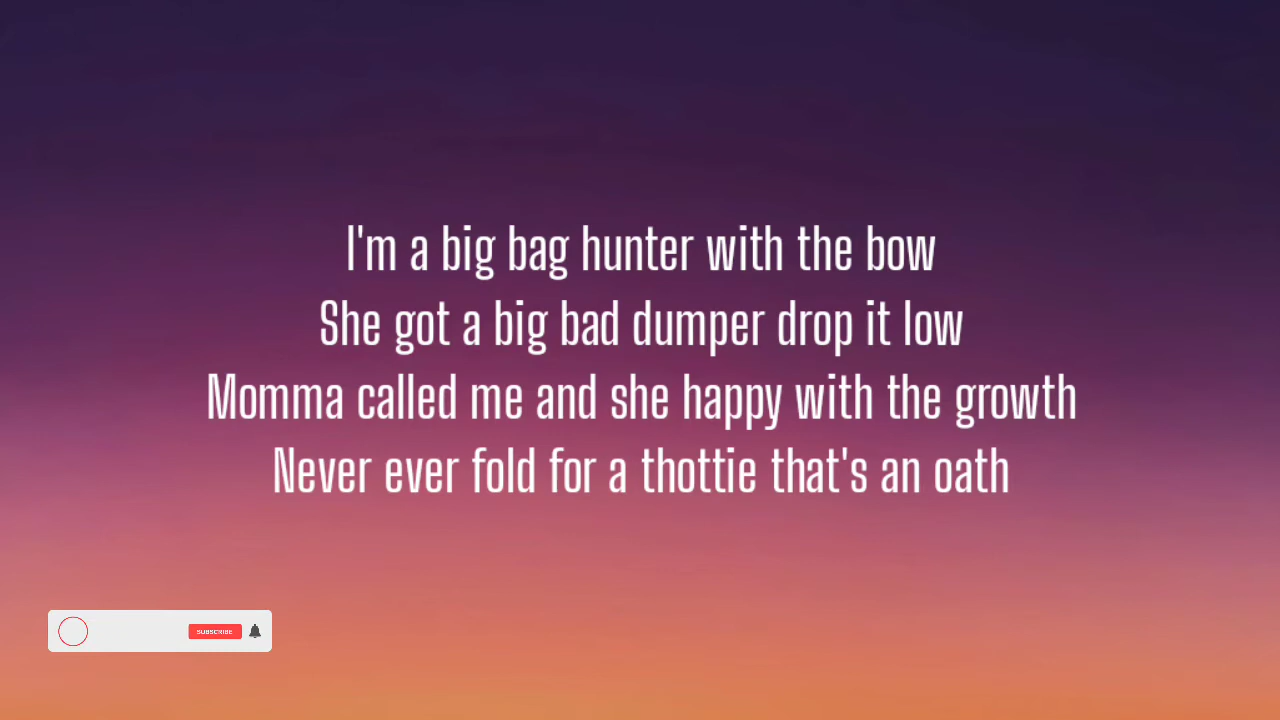 I'm a big bag hunter with the bow
She got a big bad dumper drop it low
Momma called me and she happy with the growth
Never ever fold for a thottie that's an oath
SUBSCRIBE